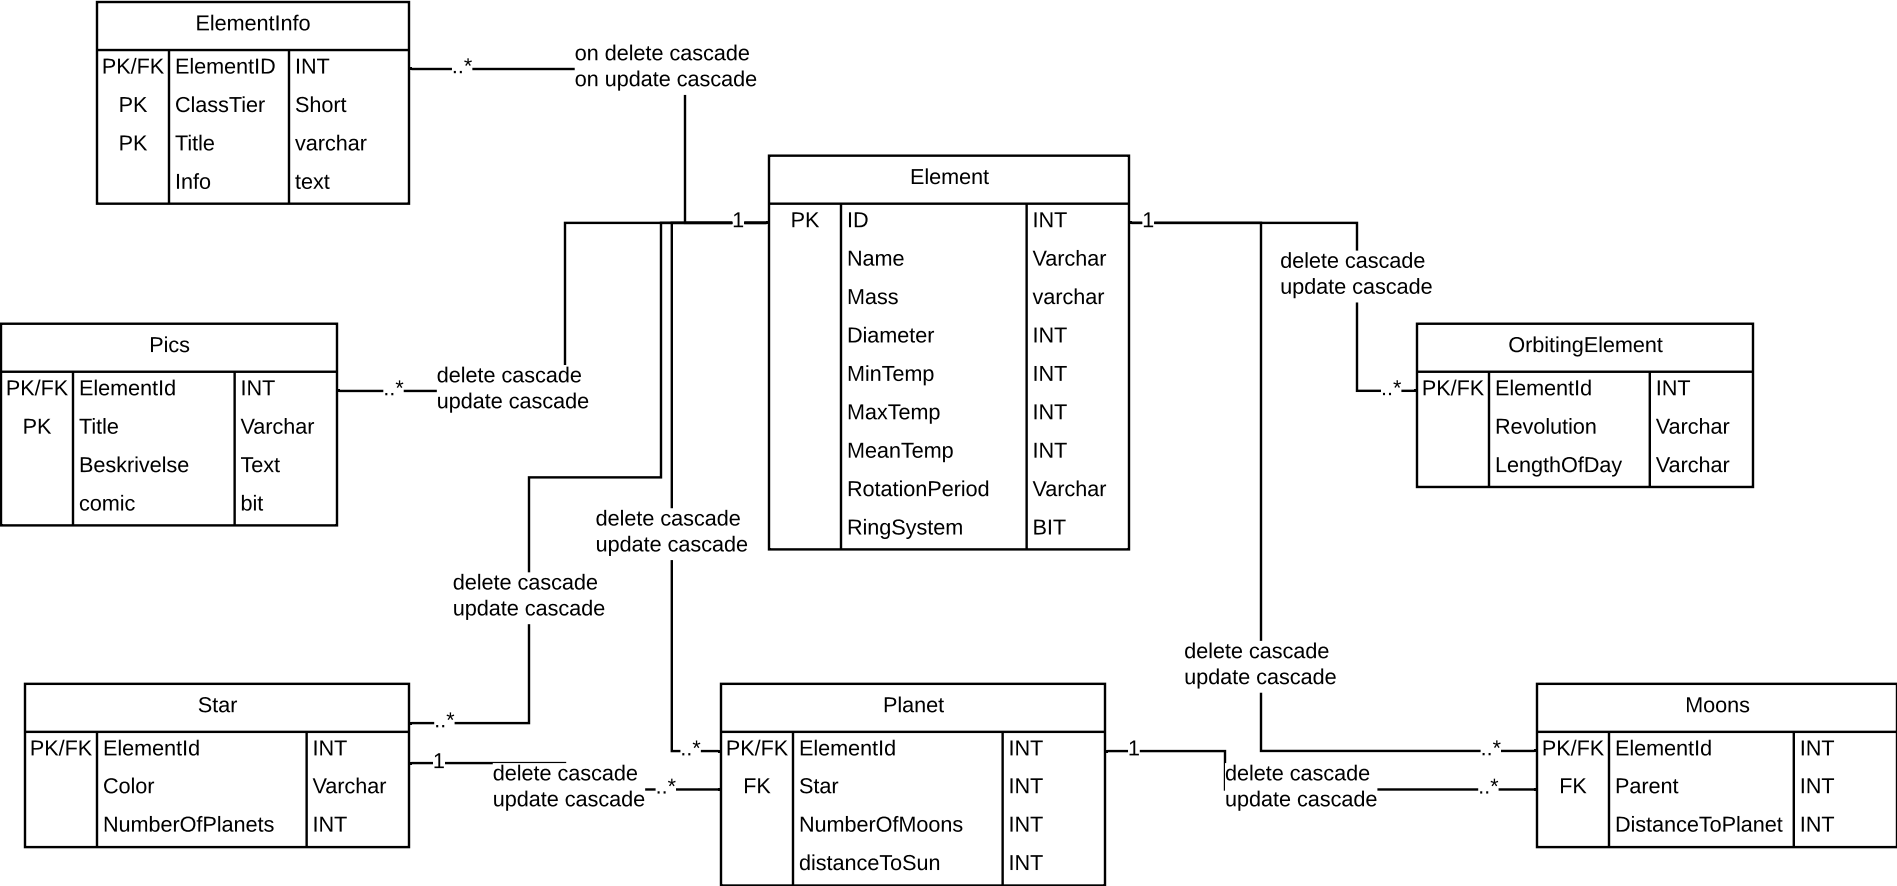 ElementInfo
PK/FK ElementID INT
PK ClassTier Short
PK Title varchar
Info text
..*
on delete cascade
on update cascade
Element
1 PK ID INT 1
Name Varchar
Mass varchar
Diameter INT
MinTemp INT
MaxTemp INT
MeanTemp INT
RotationPeriod Varchar
RingSystem BIT
delete cascade
update cascade
OrbitingElement
..* PK/FK ElementId INT
Revolution Varchar
LengthOfDay Varchar
Pics
PK/FK ElementId INT
PK Title Varchar
Beskrivelse Text
comic bit
..*
delete cascade
update cascade
delete cascade
update cascade
delete cascade
update cascade
delete cascade
update cascade
Star
..*
PK/FK ElementId INT
Color Varchar
NumberOfPlanets INT
1
delete cascade
update cascade
..*
Planet
..* PK/FK ElementId INT
FK Star INT
NumberOfMoons INT
distanceToSun INT
1
delete cascade
update cascade
..*
Moons
..* PK/FK ElementId INT
FK Parent INT
DistanceToPlanet INT